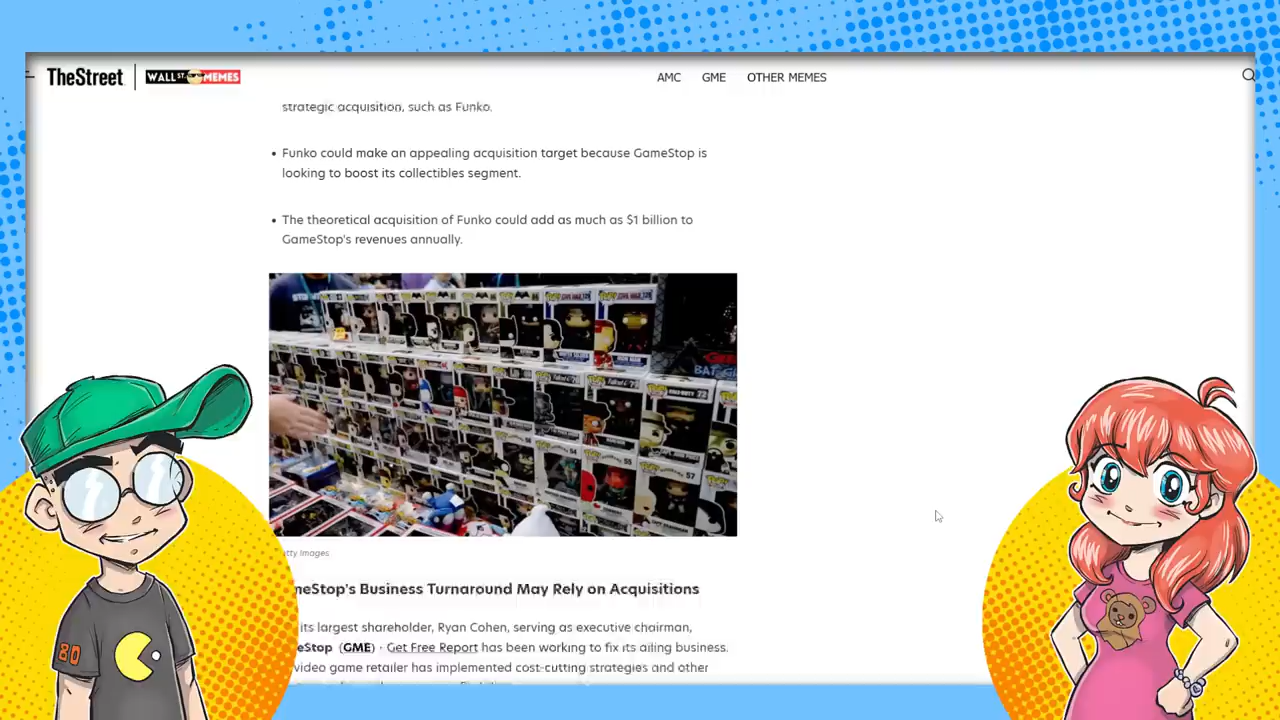 TheStreet
WALL ST. MEMES
AMC GME OTHER MEMES
strategic acquisition, such as Funko.
• Funko could make an appealing acquisition target because GameStop is
looking to boost its collectibles segment.
• The theoretical acquisition of Funko could add as much as $1 billion to
GameStop's revenues annually.
tty Images
meStop's Business Turnaround May Rely on Acquisitions
its largest shareholder, Ryan Cohen, serving as executive chairman,
eStop (GME) - Get Free Report has been working to fix its ailing business.
video game retailer has implemented cost-cutting strategies and other
80